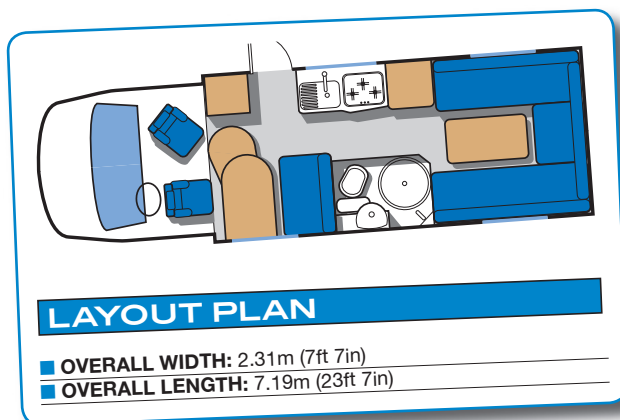 LAYOUT PLAN
OVERALL WIDTH: 2.31m (7ft 7in)
OVERALL LENGTH: 7.19m (23ft 7in)